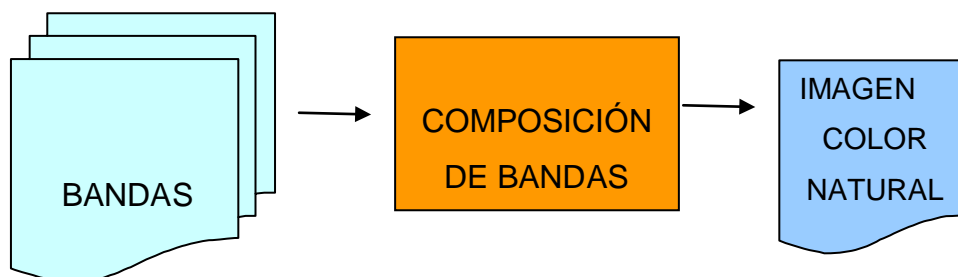 BANDAS
COMPOSICIÓN
DE BANDAS
IMAGEN
COLOR
NATURAL